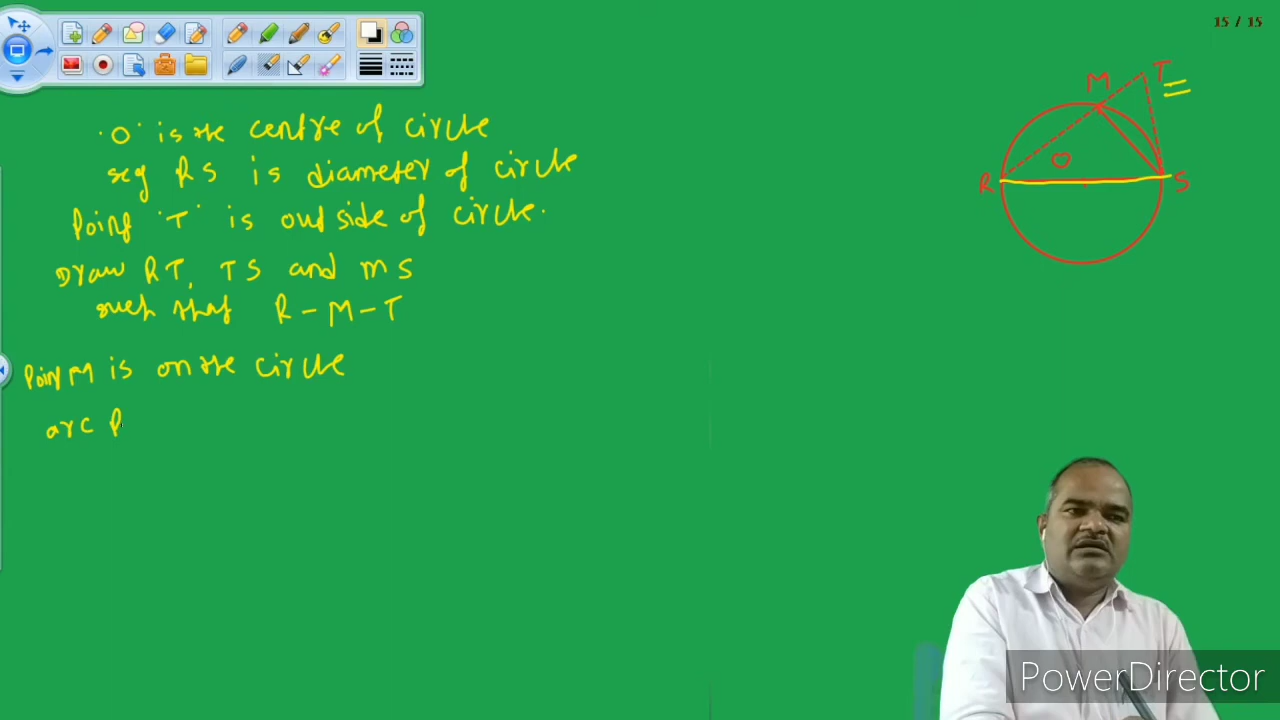 15 / 15
'O' is the centre of circle
seg RS is diameter of circle
Point 'T' is outside of circle.
Draw RT, TS and MS
such that R - M - T
Point M is on the circle
arc R
M T
O
R S
PowerDirector